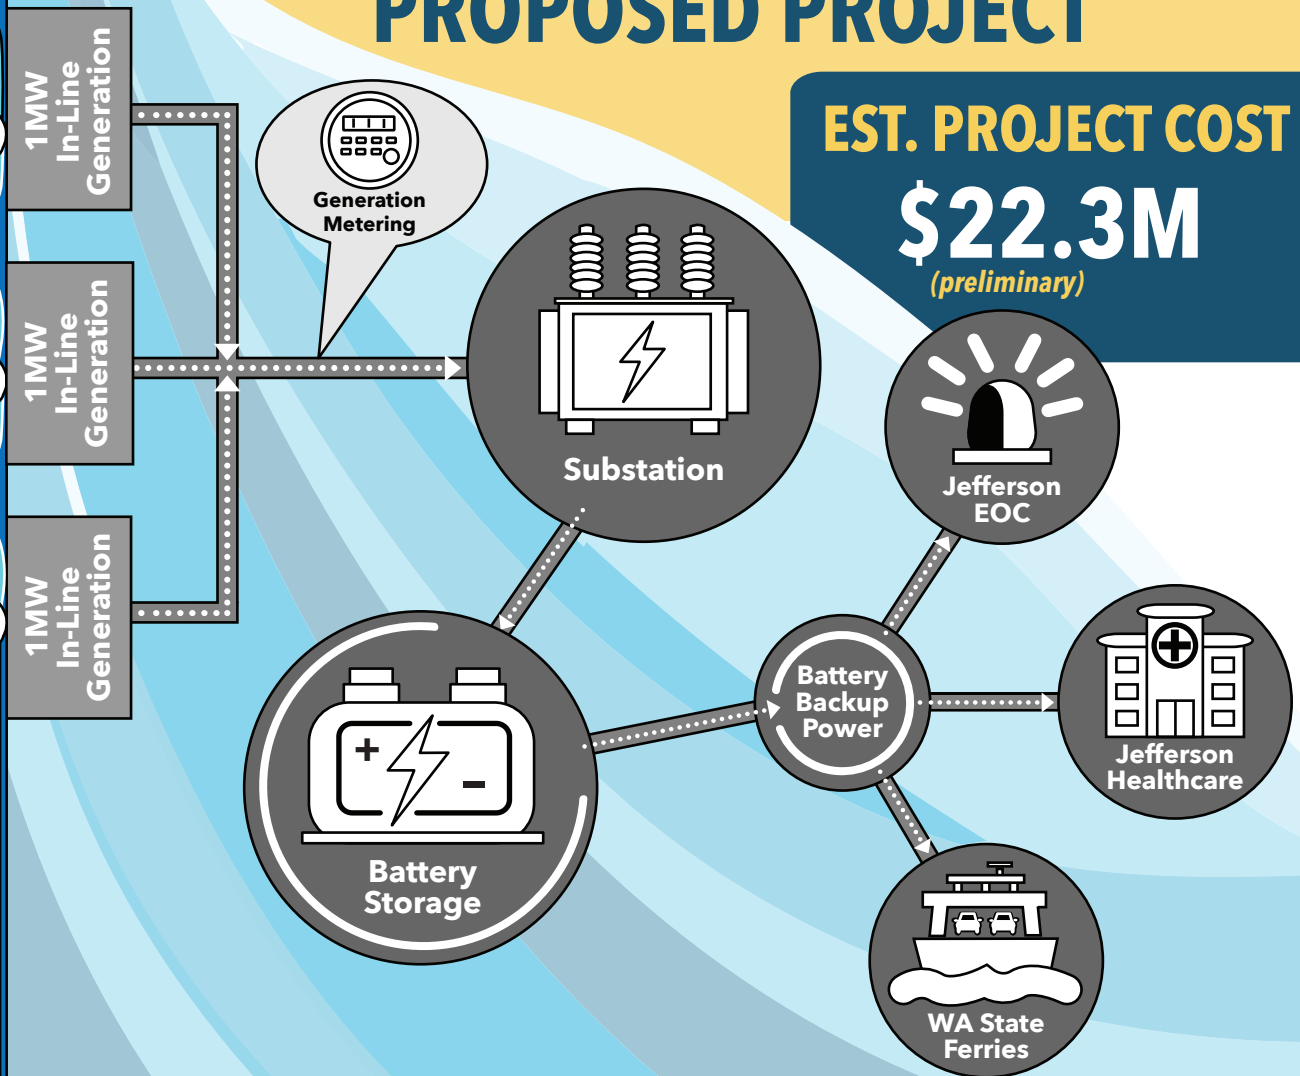 PROPOSED PROJECT
EST. PROJECT COST
$22.3M
(preliminary)
1MW
In-Line
Generation
Generation
Metering
1MW
In-Line
Generation
1MW
In-Line
Generation
Substation
Jefferson
EOC
Battery
Backup
Power
Jefferson
Healthcare
+
-
Battery
Storage
WA State
Ferries